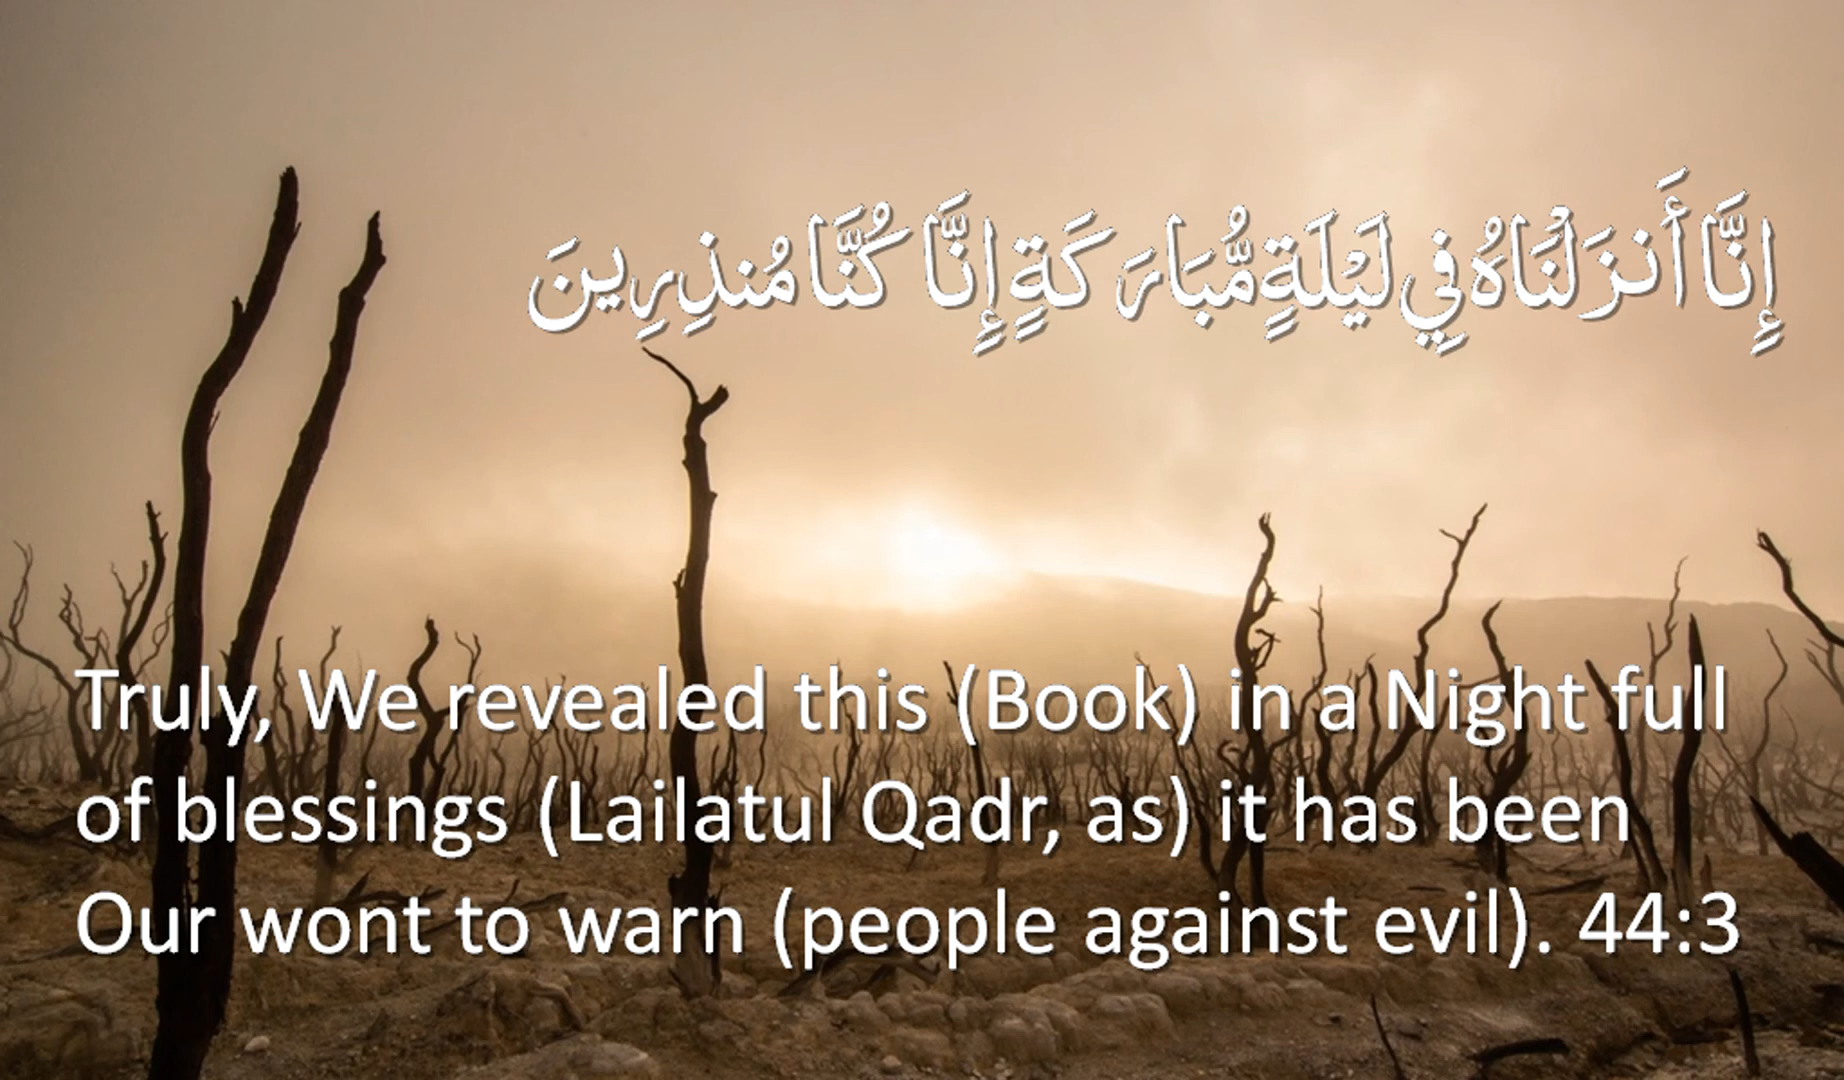 إِنَّا أَنزَلْنَاهُ فِي لَيْلَةٍ مُّبَارَكَةٍ إِنَّا كُنَّا مُنذِرِينَ
Truly, We revealed this (Book) in a Night full
of blessings (Lailatul Qadr, as) it has been
Our wont to warn (people against evil). 44:3